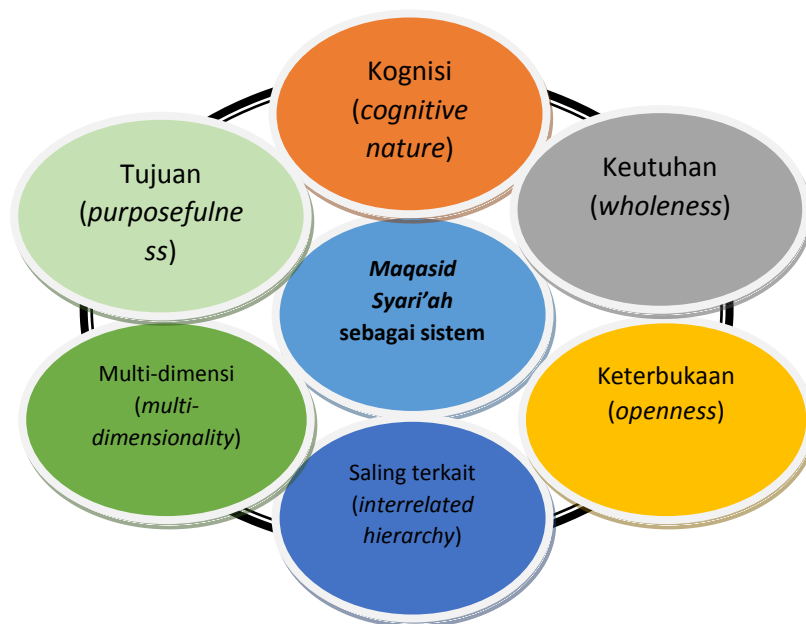 Kognisi
(cognitive
nature)
Keutuhan
(wholeness)
Tujuan
(purposefulne
ss)
Maqasid
Syari’ah
sebagai sistem
Multi-dimensi
(multi-
dimensionality)
Keterbukaan
(openness)
Saling terkait
(interrelated
hierarchy)